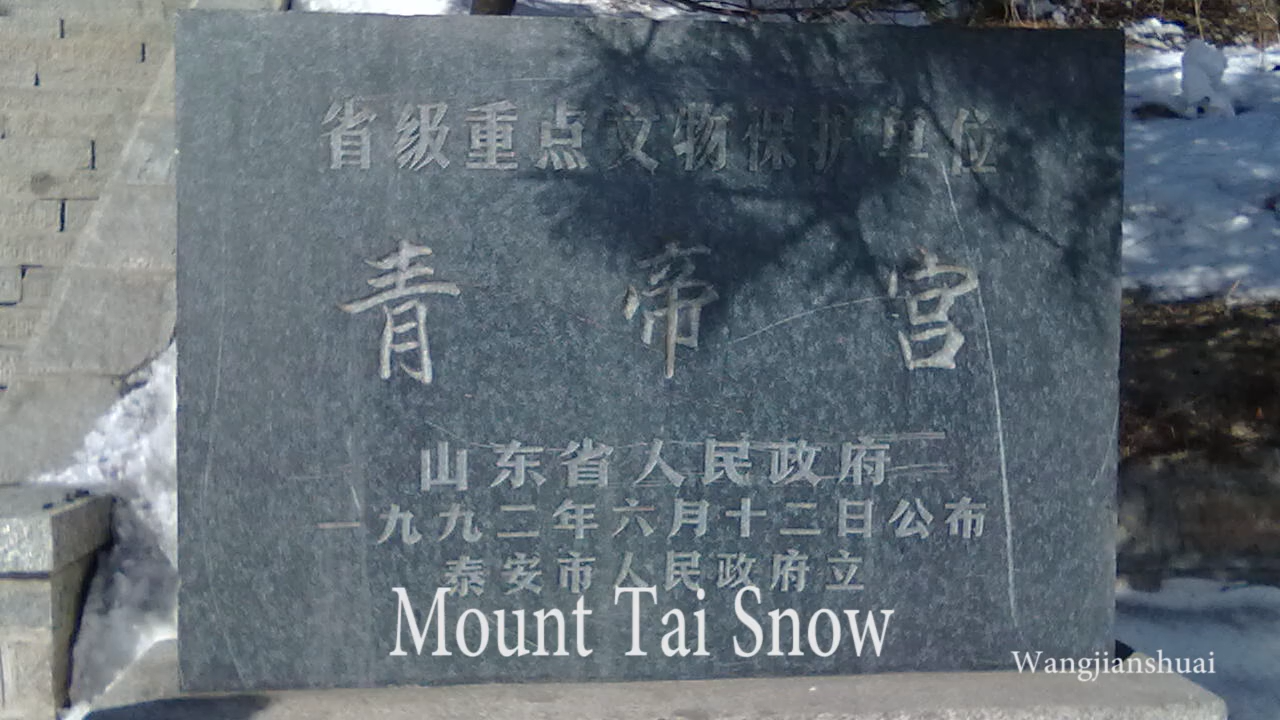 省级重点文物保护单位
青帝宫
山东省人民政府
一九九二年六月十二日公布
泰安市人民政府立
Mount Tai Snow
Wangjianshuai